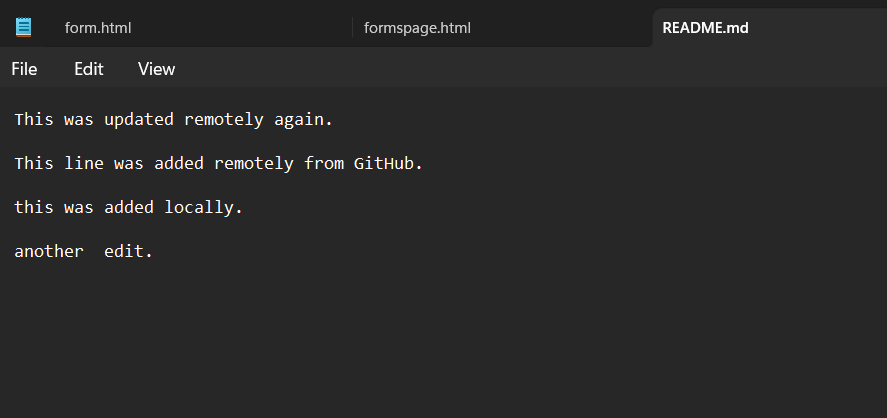 form.html
formspage.html
README.md
File Edit View
This was updated remotely again.
This line was added remotely from GitHub.
this was added locally.
another  edit.